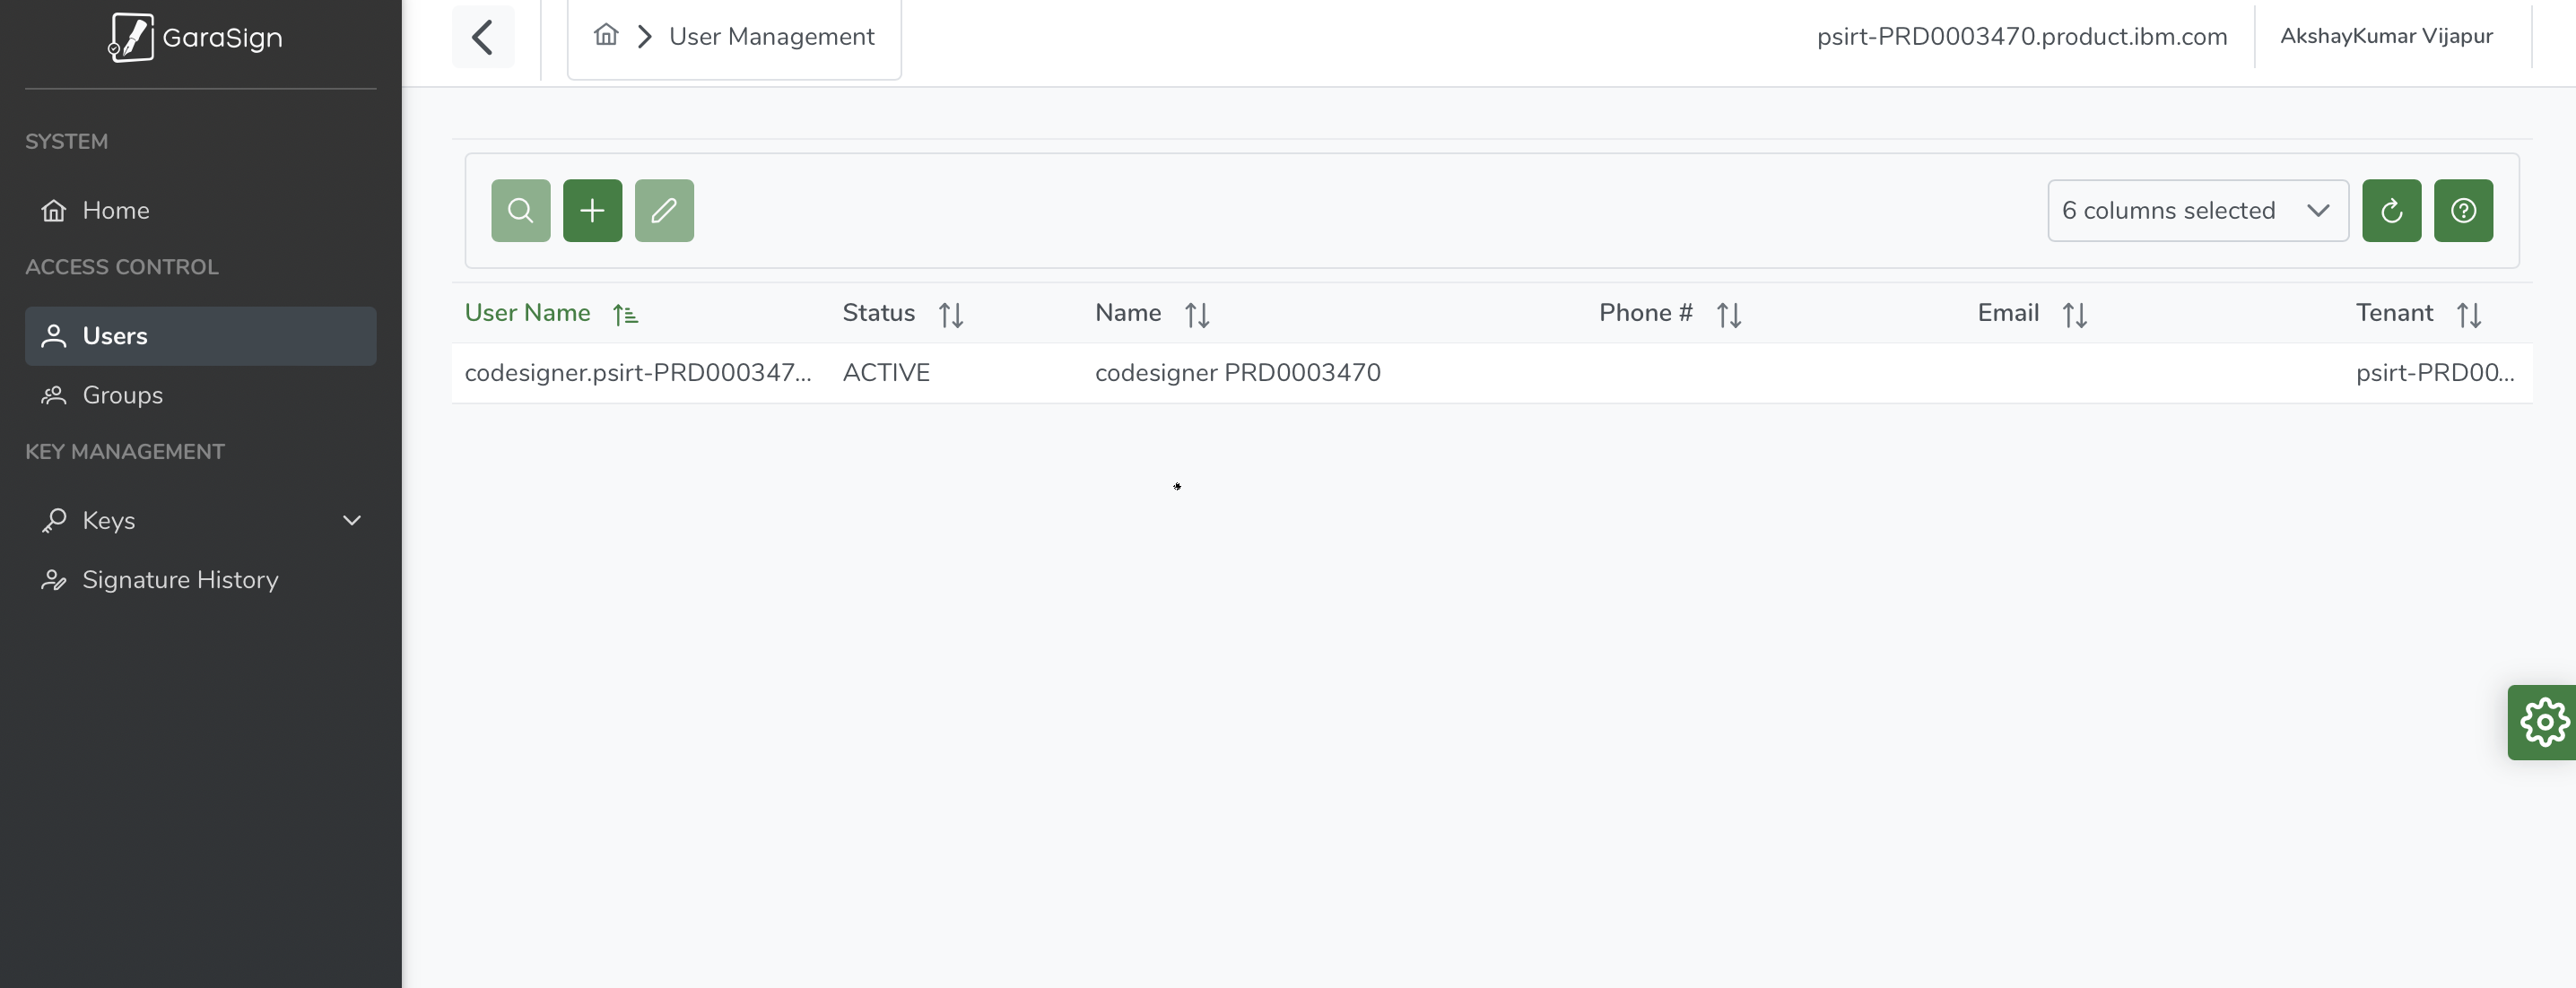 GaraSign
SYSTEM
Home
ACCESS CONTROL
Users
Groups
KEY MANAGEMENT
Keys
Signature History
User Management
psirt-PRD0003470.product.ibm.com
AkshayKumar Vijapur
6 columns selected
User Name Status Name Phone # Email Tenant
codesigner.psirt-PRD000347... ACTIVE codesigner PRD0003470 psirt-PRD00...